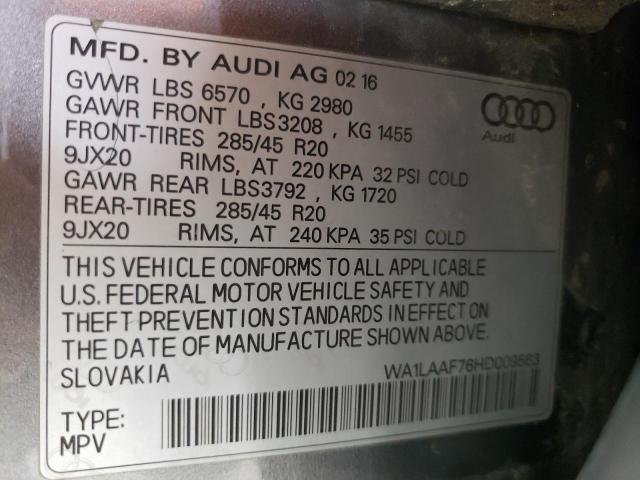 MFD. BY AUDI AG 02 16
GVWR LBS 6570 , KG 2980
GAWR FRONT LBS3208 , KG 1455
FRONT-TIRES 285/45 R20
9JX20 RIMS, AT 220 KPA 32 PSI COLD
GAWR REAR LBS3792 , KG 1720
REAR-TIRES 285/45 R20
9JX20 RIMS, AT 240 KPA 35 PSI COLD
Audi
THIS VEHICLE CONFORMS TO ALL APPLICABLE
U.S. FEDERAL MOTOR VEHICLE SAFETY AND
THEFT PREVENTION STANDARDS IN EFFECT ON
THE DATE OF MANUFACTURE SHOWN ABOVE.
SLOVAKIA WA1LAAF76HD009563
TYPE:
MPV